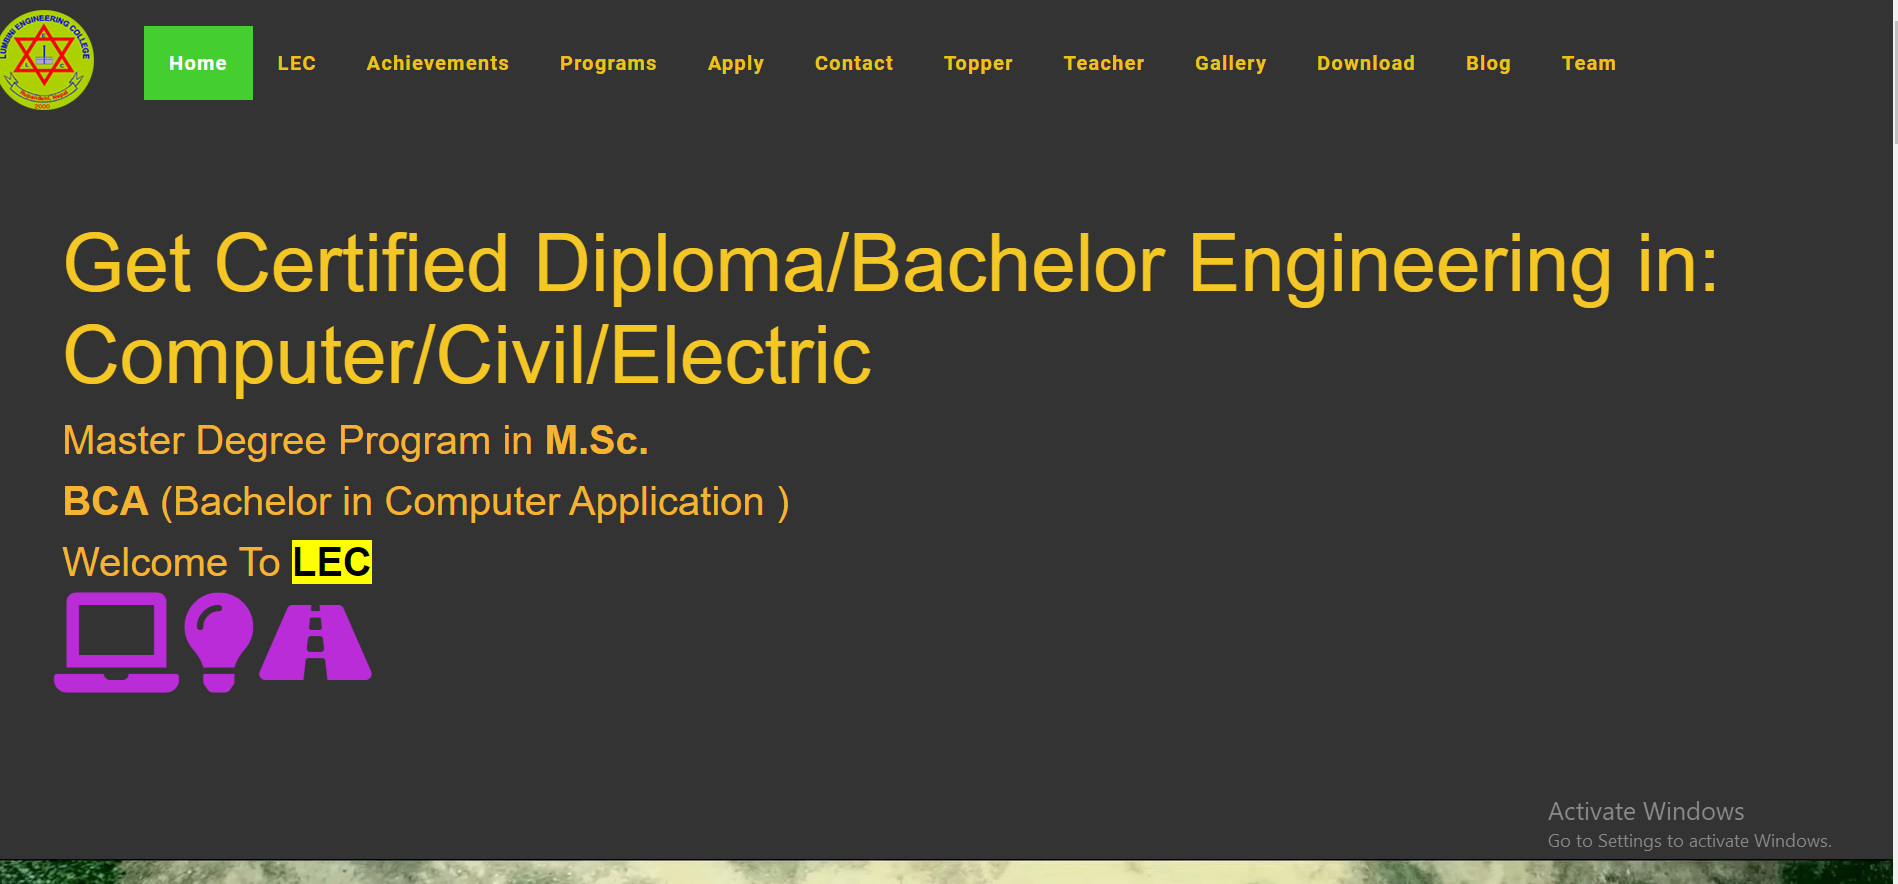 LUMBINI ENGINEERING COLLEGE
E
L C
Rupandehi, Nepal
2000
Home LEC Achievements Programs Apply Contact Topper Teacher Gallery Download Blog Team
Get Certified Diploma/Bachelor Engineering in:
Computer/Civil/Electric
Master Degree Program in M.Sc.
BCA (Bachelor in Computer Application )
Welcome To LEC
Activate Windows
Go to Settings to activate Windows.